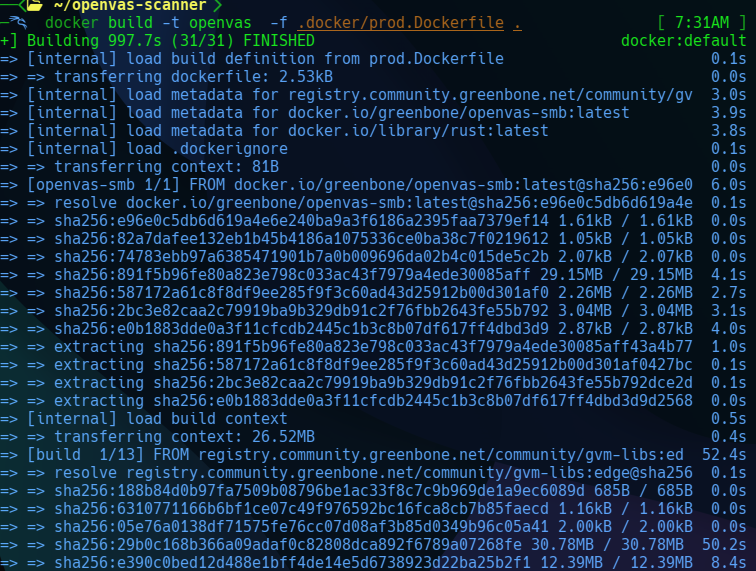 ~/openvas-scanner
docker build -t openvas -f .docker/prod.Dockerfile . [ 7:31AM ]
+] Building 997.7s (31/31) FINISHED docker:default
=> [internal] load build definition from prod.Dockerfile 0.1s
=> => transferring dockerfile: 2.53kB 0.0s
=> [internal] load metadata for registry.community.greenbone.net/community/gv 3.0s
=> [internal] load metadata for docker.io/greenbone/openvas-smb:latest 3.9s
=> [internal] load metadata for docker.io/library/rust:latest 3.8s
=> [internal] load .dockerignore 0.1s
=> => transferring context: 81B 0.0s
=> [openvas-smb 1/1] FROM docker.io/greenbone/openvas-smb:latest@sha256:e96e0 6.0s
=> => resolve docker.io/greenbone/openvas-smb:latest@sha256:e96e0c5db6d619a4e 0.1s
=> => sha256:e96e0c5db6d619a4e6e240ba9a3f6186a2395faa7379ef14 1.61kB / 1.61kB 0.0s
=> => sha256:82a7dafee132eb1b45b4186a1075336ce0ba38c7f0219612 1.05kB / 1.05kB 0.0s
=> => sha256:74783ebb97a6385471901b7a0b009696da02b4c015de5c2b 2.07kB / 2.07kB 0.0s
=> => sha256:891f5b96fe80a823e798c033ac43f7979a4ede30085aff 29.15MB / 29.15MB 4.1s
=> => sha256:587172a61c8f8df9ee285f9f3c60ad43d25912b00d301af0 2.26MB / 2.26MB 2.7s
=> => sha256:2bc3e82caa2c79919ba9b329db91c2f76fbb2643fe55b792 3.04MB / 3.04MB 3.1s
=> => sha256:e0b1883dde0a3f11cfcdb2445c1b3c8b07df617ff4dbd3d9 2.87kB / 2.87kB 4.0s
=> => extracting sha256:891f5b96fe80a823e798c033ac43f7979a4ede30085aff43a4b77 1.0s
=> => extracting sha256:587172a61c8f8df9ee285f9f3c60ad43d25912b00d301af0427bc 0.1s
=> => extracting sha256:2bc3e82caa2c79919ba9b329db91c2f76fbb2643fe55b792dce2d 0.1s
=> => extracting sha256:e0b1883dde0a3f11cfcdb2445c1b3c8b07df617ff4dbd3d9d2568 0.0s
=> [internal] load build context 0.5s
=> => transferring context: 26.52MB 0.4s
=> [build 1/13] FROM registry.community.greenbone.net/community/gvm-libs:ed 52.4s
=> => resolve registry.community.greenbone.net/community/gvm-libs:edge@sha256 0.1s
=> => sha256:188b84d0b97fa7509b08796be1ac33f8c7c9b969de1a9ec6089d 685B / 685B 0.0s
=> => sha256:6310771166b6bf1ce07c49f976592bc16fca8cb7b85faecd 1.16kB / 1.16kB 0.0s
=> => sha256:05e76a0138df71575fe76cc07d08af3b85d0349b96c05a41 2.00kB / 2.00kB 0.0s
=> => sha256:29b0c168b366a09adaf0c82808dca892f6789a07268fe 30.78MB / 30.78MB 50.2s
=> => sha256:e390c0bed12d488e1bff4de14e5d6738923d22ba25b2f1 12.39MB / 12.39MB 8.4s